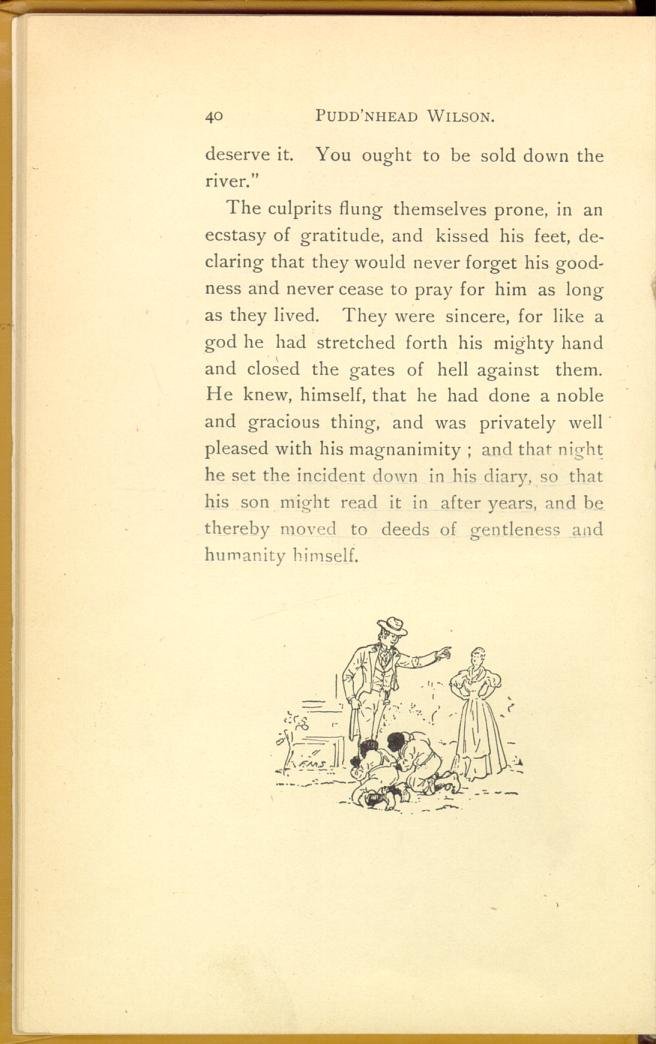 40 PUDD'NHEAD WILSON.
deserve it. You ought to be sold down the
river."
The culprits flung themselves prone, in an
ecstasy of gratitude, and kissed his feet, de-
claring that they would never forget his good-
ness and never cease to pray for him as long
as they lived. They were sincere, for like a
god he had stretched forth his mighty hand
and closed the gates of hell against them.
He knew, himself, that he had done a noble
and gracious thing, and was privately well
pleased with his magnanimity ; and that night
he set the incident down in his diary, so that
his son might read it in after years, and be
thereby moved to deeds of gentleness and
humanity himself.
F.M.S